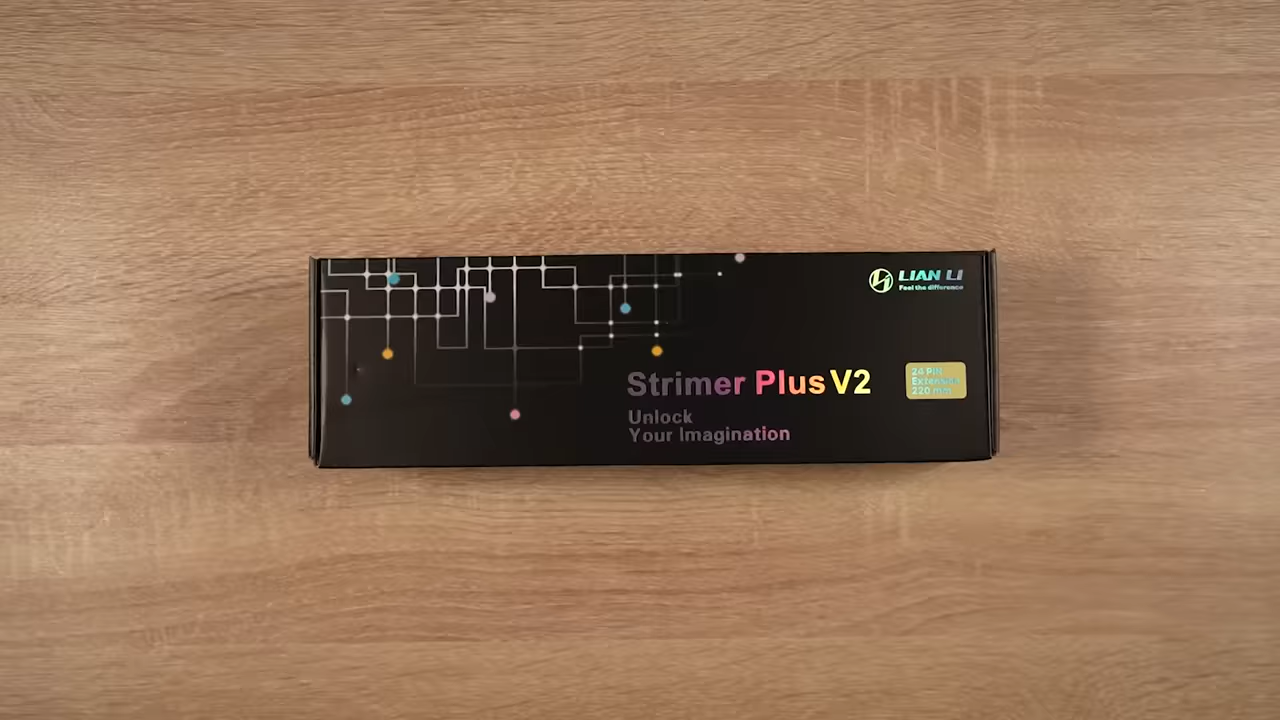 LIAN LI
Feel the difference
Strimer Plus V2
Unlock
Your Imagination
24 Pin
Extension
220 mm